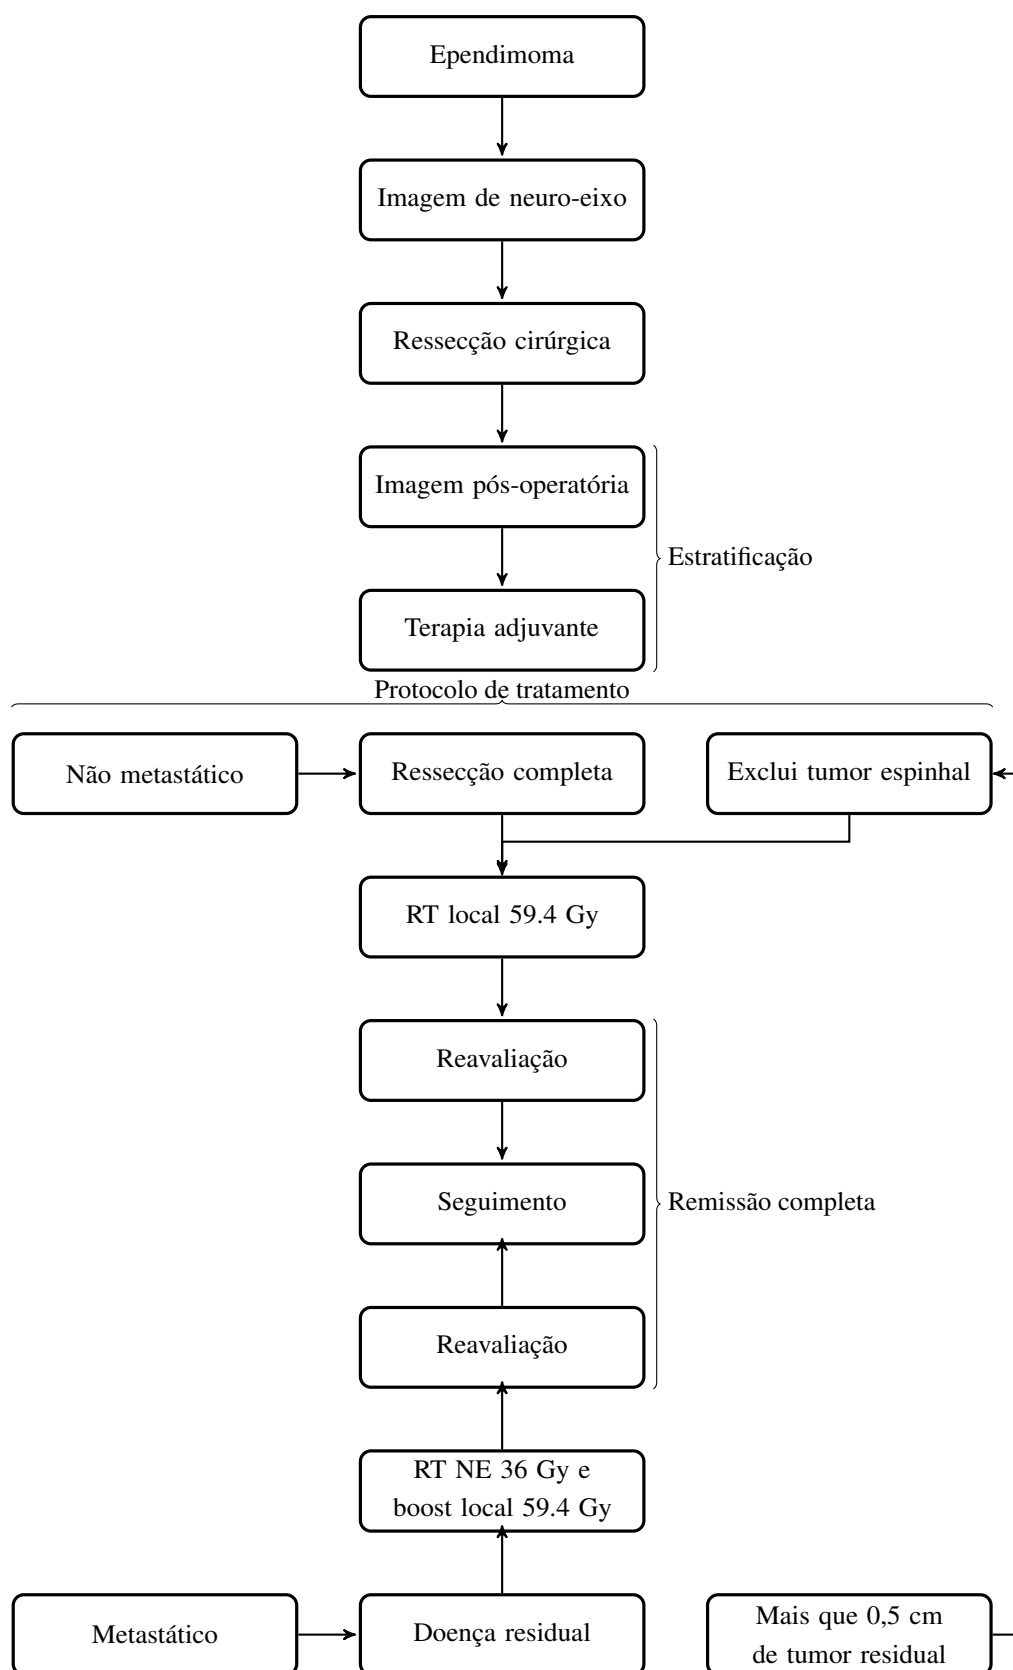 Ependimoma
Imagem de neuro-eixo
Ressecção cirúrgica
Imagem pós-operatória
Estratificação
Terapia adjuvante
Protocolo de tratamento
Não metastático
Ressecção completa
Exclui tumor espinhal
RT local 59.4 Gy
Reavaliação
Seguimento
Remissão completa
Reavaliação
RT NE 36 Gy e
boost local 59.4 Gy
Metastático
Doença residual
Mais que 0,5 cm
de tumor residual